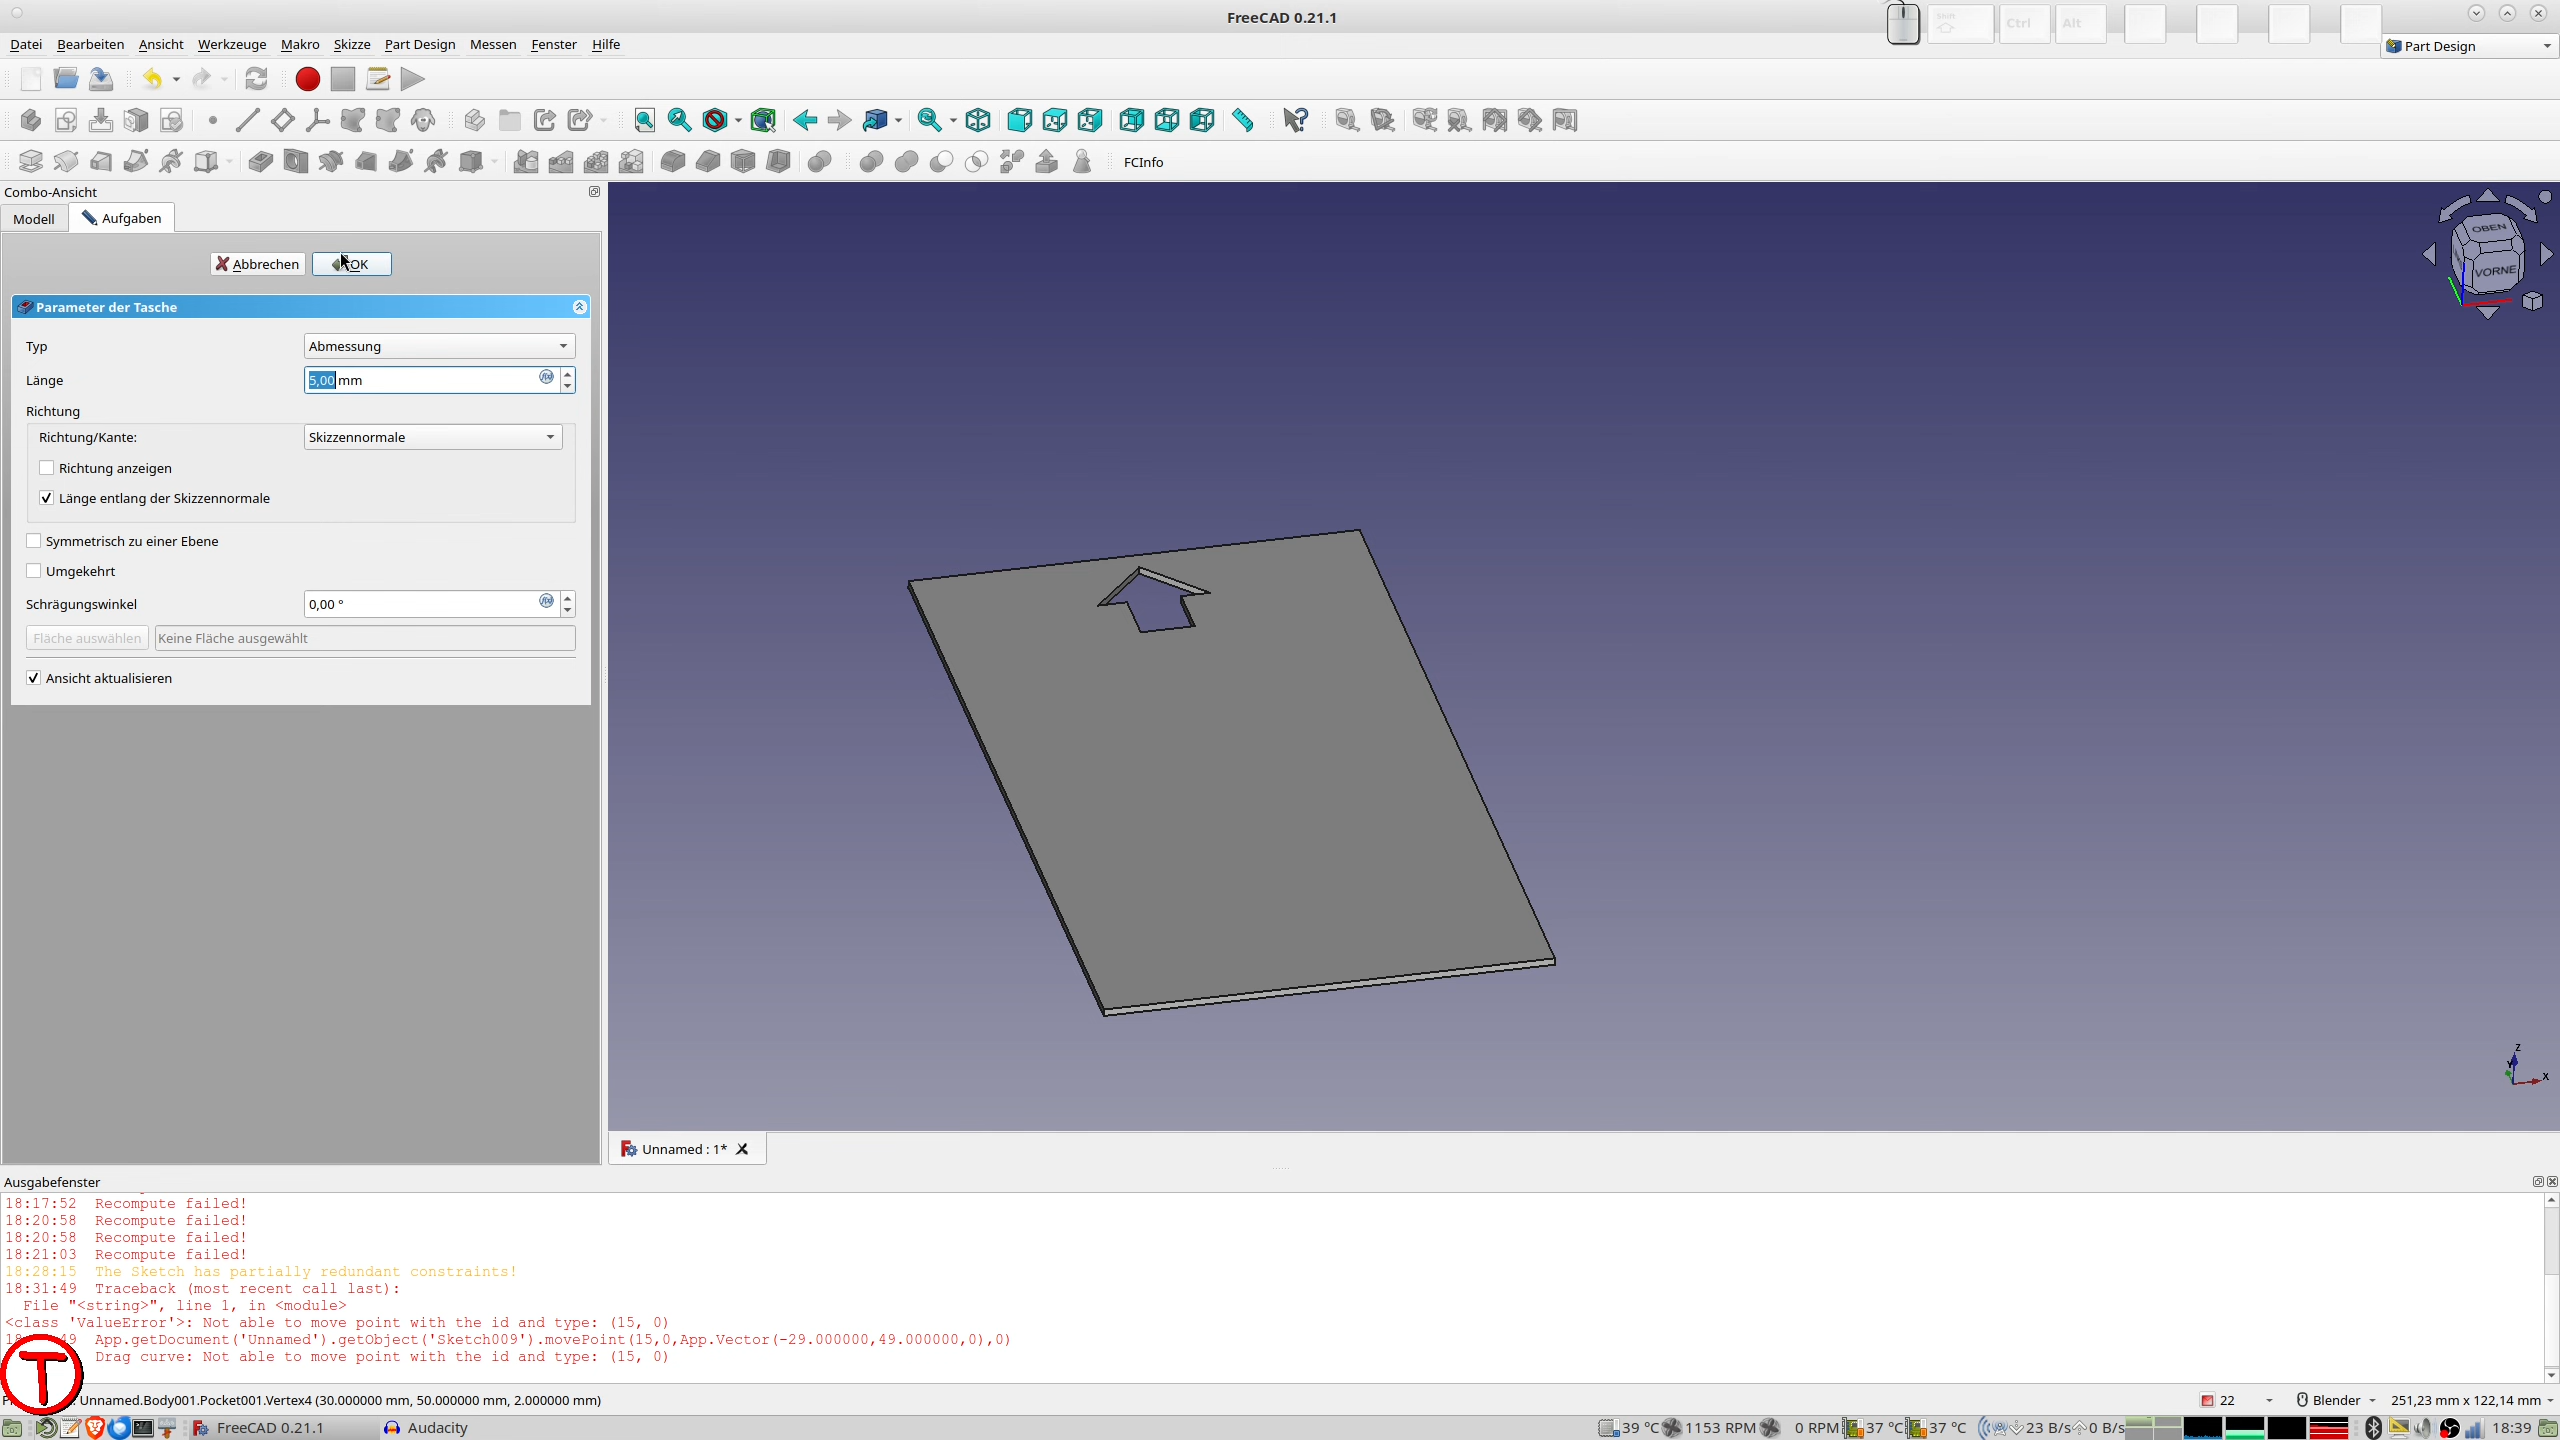 FreeCAD 0.21.1
Shift
Ctrl
Alt
Datei Bearbeiten Ansicht Werkzeuge Makro Skizze Part Design Messen Fenster Hilfe
Part Design
FCInfo
Combo-Ansicht
Modell
Aufgaben
Abbrechen
OK
Parameter der Tasche
Typ
Abmessung
Länge
5,00 mm
Richtung
Richtung/Kante:
Skizzennormale
Richtung anzeigen
Länge entlang der Skizzennormale
Symmetrisch zu einer Ebene
Umgekehrt
Schrägungswinkel
0,00 °
Fläche auswählen
Keine Fläche ausgewählt
Ansicht aktualisieren
OBEN
VORNE
Z
Y
X
Unnamed : 1*
Ausgabefenster
18:17:52 Recompute failed!
18:20:58 Recompute failed!
18:20:58 Recompute failed!
18:21:03 Recompute failed!
18:28:15 The Sketch has partially redundant constraints!
18:31:49 Traceback (most recent call last):
File "<string>", line 1, in <module>
<class 'ValueError'>: Not able to move point with the id and type: (15, 0)
49 App.getDocument('Unnamed').getObject('Sketch009').movePoint(15,0,App.Vector(-29.000000,49.000000,0),0)
Drag curve: Not able to move point with the id and type: (15, 0)
T
Unnamed.Body001.Pocket001.Vertex4 (30.000000 mm, 50.000000 mm, 2.000000 mm)
22
Blender
251,23 mm x 122,14 mm
FreeCAD 0.21.1
Audacity
39 °C
1153 RPM
0 RPM
37 °C
37 °C
23 B/s
0 B/s
18:39